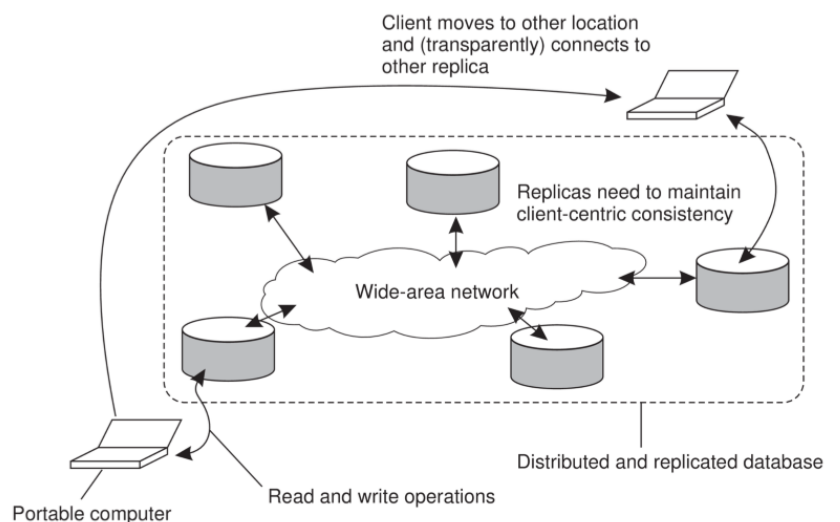 Client moves to other location
and (transparently) connects to
other replica
Replicas need to maintain
client-centric consistency
Wide-area network
Distributed and replicated database
Read and write operations
Portable computer